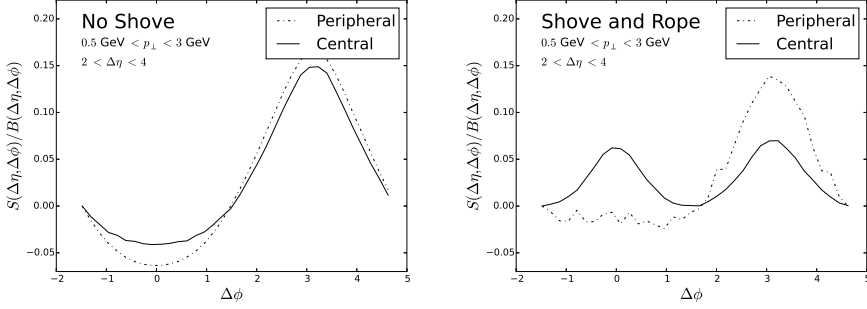 No Shove
0.5 GeV < p⊥ < 3 GeV
2 < Δη < 4
Peripheral
Central
S(Δη,Δϕ)/B(Δη,Δϕ)
0.20
0.15
0.10
0.05
0.00
−0.05
−2 −1 0 1 2 3 4 5
Δϕ
Shove and Rope
0.5 GeV < p⊥ < 3 GeV
2 < Δη < 4
Peripheral
Central
S(Δη,Δϕ)/B(Δη,Δϕ)
0.20
0.15
0.10
0.05
0.00
−0.05
−2 −1 0 1 2 3 4 5
Δϕ